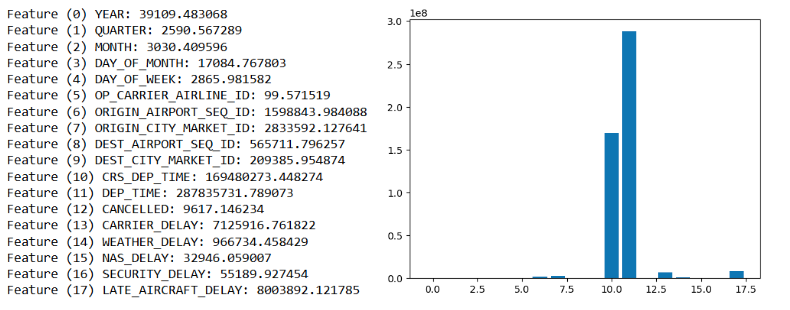 Feature (0) YEAR: 39109.483068
Feature (1) QUARTER: 2590.567289
Feature (2) MONTH: 3030.409596
Feature (3) DAY_OF_MONTH: 17084.767803
Feature (4) DAY_OF_WEEK: 2865.981582
Feature (5) OP_CARRIER_AIRLINE_ID: 99.571519
Feature (6) ORIGIN_AIRPORT_SEQ_ID: 1598843.984088
Feature (7) ORIGIN_CITY_MARKET_ID: 2833592.127641
Feature (8) DEST_AIRPORT_SEQ_ID: 565711.796257
Feature (9) DEST_CITY_MARKET_ID: 209385.954874
Feature (10) CRS_DEP_TIME: 169480273.448274
Feature (11) DEP_TIME: 287835731.789073
Feature (12) CANCELLED: 9617.146234
Feature (13) CARRIER_DELAY: 7125916.761822
Feature (14) WEATHER_DELAY: 966734.458429
Feature (15) NAS_DELAY: 32946.059007
Feature (16) SECURITY_DELAY: 55189.927454
Feature (17) LATE_AIRCRAFT_DELAY: 8003892.121785
1e8
3.0
2.5
2.0
1.5
1.0
0.5
0.0
0.0 2.5 5.0 7.5 10.0 12.5 15.0 17.5